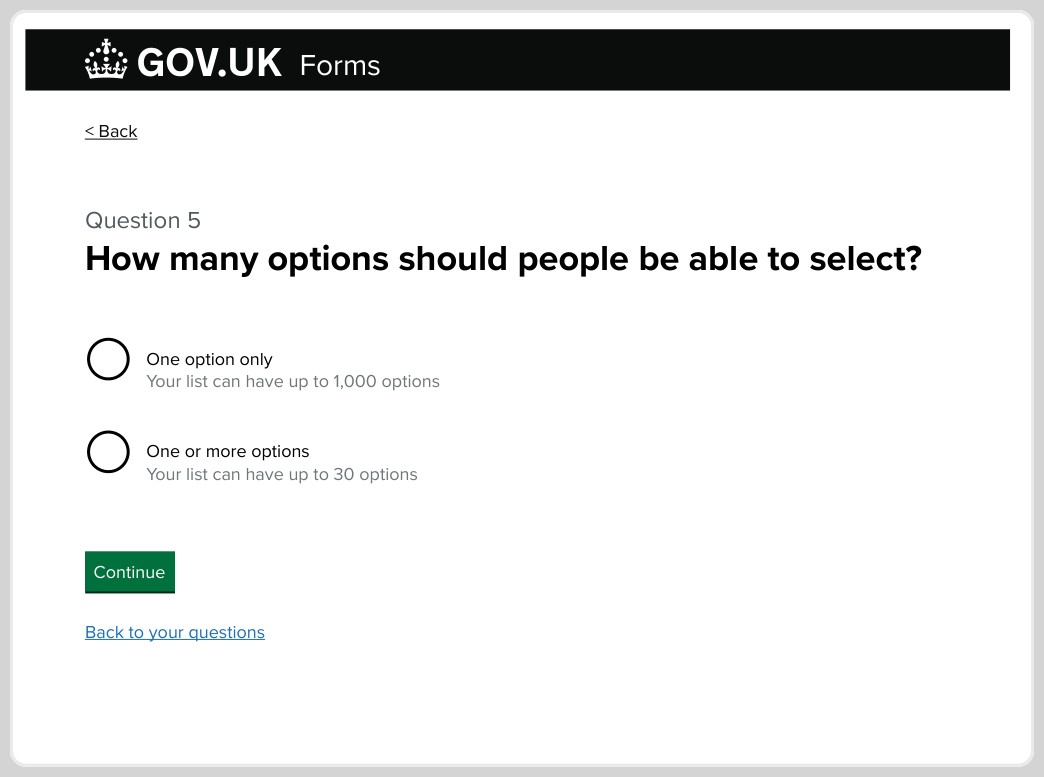 GOV.UK Forms
< Back
Question 5
How many options should people be able to select?
One option only
Your list can have up to 1,000 options
One or more options
Your list can have up to 30 options
Continue
Back to your questions